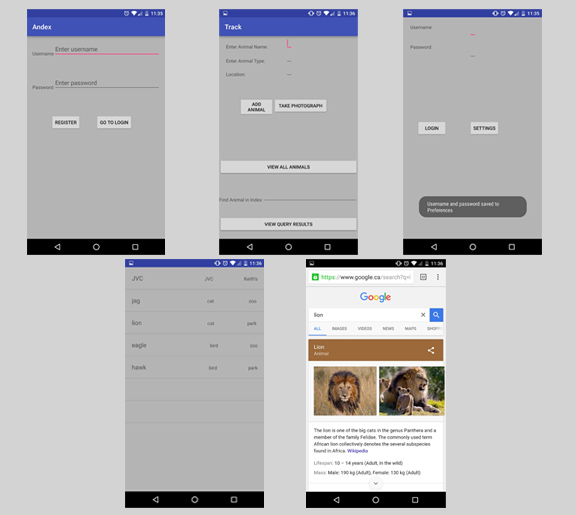 11:35
Andex
Username Enter username
Password Enter password
REGISTER GO TO LOGIN
11:36
Track
Enter Animal Name:
Enter Animal Type:
Location:
ADD ANIMAL
TAKE PHOTOGRAPH
VIEW ALL ANIMALS
Find Animal in Index
VIEW QUERY RESULTS
11:35
Username:
Password:
LOGIN SETTINGS
Username and password saved to
Preferences
11:36
JVC JVC Keith's
jag cat zoo
lion cat park
eagle bird zoo
hawk bird park
11:36
https://www.google.ca/search?q=l
Google
lion
ALL IMAGES VIDEOS NEWS MAPS SHOP
Lion
Animal
The lion is one of the big cats in the genus Panthera and a
member of the family Felidae. The commonly used term
African lion collectively denotes the several subspecies
found in Africa. Wikipedia
Lifespan: 10 – 14 years (Adult, In the wild)
Mass: Male: 190 kg (Adult), Female: 130 kg (Adult)